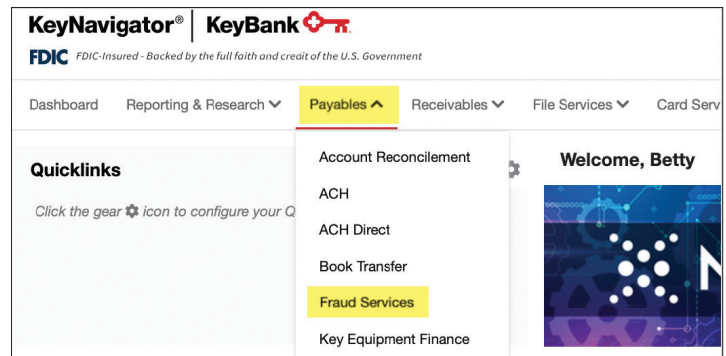 KeyNavigator® KeyBank
FDIC FDIC-Insured - Backed by the full faith and credit of the U.S. Government
Dashboard Reporting & Research Payables Receivables File Services Card Serv
Quicklinks
Click the gear icon to configure your Q
Account Reconcilement
ACH
ACH Direct
Book Transfer
Fraud Services
Key Equipment Finance
Welcome, Betty
N